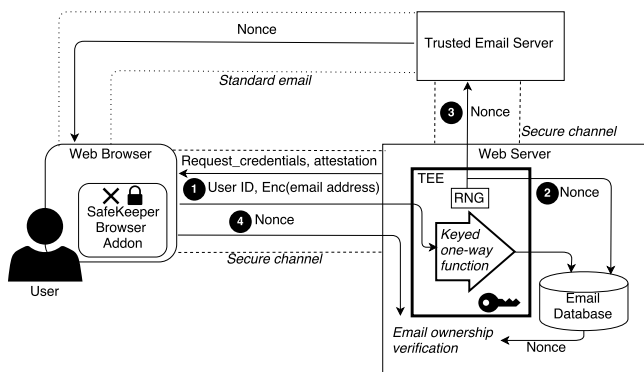 Nonce
Trusted Email Server
Standard email
3 Nonce
Secure channel
Web Browser
Web Server
Request_credentials, attestation
TEE
1 User ID, Enc(email address)
RNG
2 Nonce
SafeKeeper
Browser
Addon
4 Nonce
Keyed
one-way
function
Secure channel
User
Email
Database
Email ownership
verification
Nonce